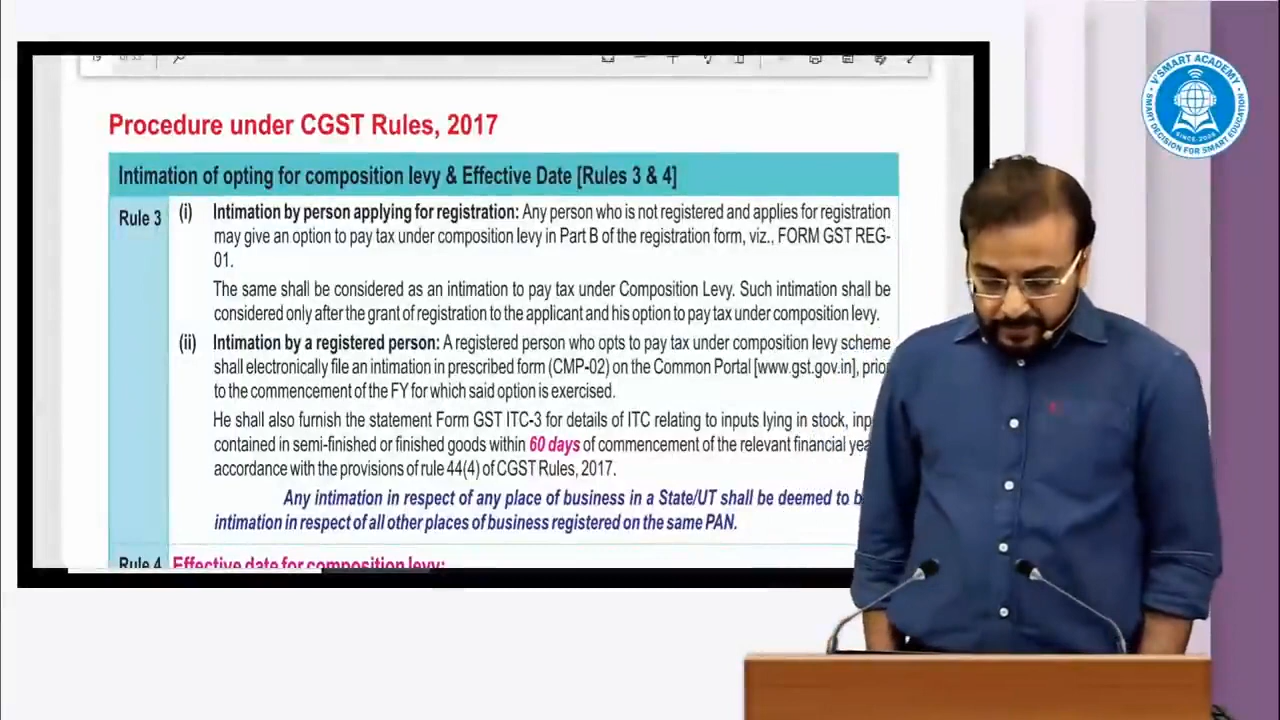 Procedure under CGST Rules, 2017
Intimation of opting for composition levy & Effective Date [Rules 3 & 4]
Rule 3
(i) Intimation by person applying for registration: Any person who is not registered and applies for registration
may give an option to pay tax under composition levy in Part B of the registration form, viz., FORM GST REG-
01.
The same shall be considered as an intimation to pay tax under Composition Levy. Such intimation shall be
considered only after the grant of registration to the applicant and his option to pay tax under composition levy.
(ii) Intimation by a registered person: A registered person who opts to pay tax under composition levy scheme
shall electronically file an intimation in prescribed form (CMP-02) on the Common Portal [www.gst.gov.in], prior
to the commencement of the FY for which said option is exercised.
He shall also furnish the statement Form GST ITC-3 for details of ITC relating to inputs lying in stock,
contained in semi-finished or finished goods within 60 days of commencement of the relevant financial
accordance with the provisions of rule 44(4) of CGST Rules, 2017.
Any intimation in respect of any place of business in a State/UT shall be deemed to
intimation in respect of all other places of business registered on the same PAN.
Rule 4 Effective date for composition levy:
V'SMART ACADEMY
SINCE 2008
SMART DECISION FOR SMART EDUCATION